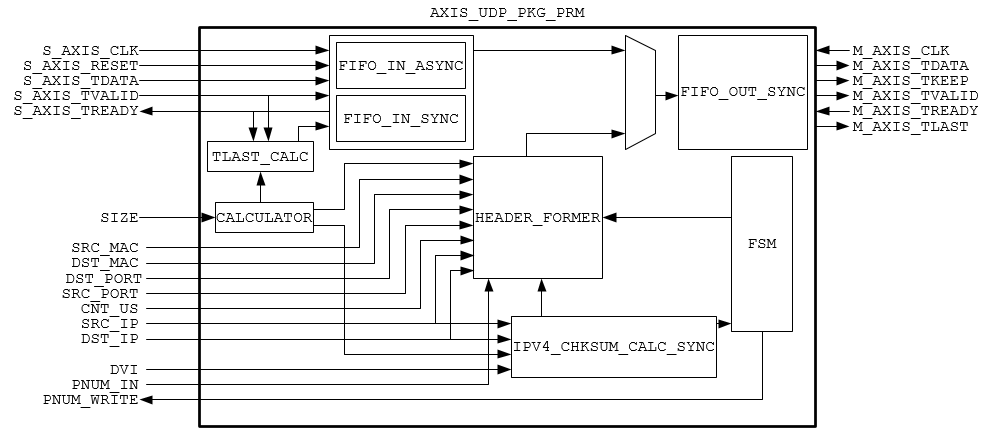 AXIS_UDP_PKG_PRM
S_AXIS_CLK
S_AXIS_RESET
S_AXIS_TDATA
S_AXIS_TVALID
S_AXIS_TREADY
FIFO_IN_ASYNC
FIFO_IN_SYNC
FIFO_OUT_SYNC
M_AXIS_CLK
M_AXIS_TDATA
M_AXIS_TKEEP
M_AXIS_TVALID
M_AXIS_TREADY
M_AXIS_TLAST
TLAST_CALC
SIZE
CALCULATOR
HEADER_FORMER
FSM
SRC_MAC
DST_MAC
DST_PORT
SRC_PORT
CNT_US
SRC_IP
DST_IP
IPV4_CHKSUM_CALC_SYNC
DVI
PNUM_IN
PNUM_WRITE